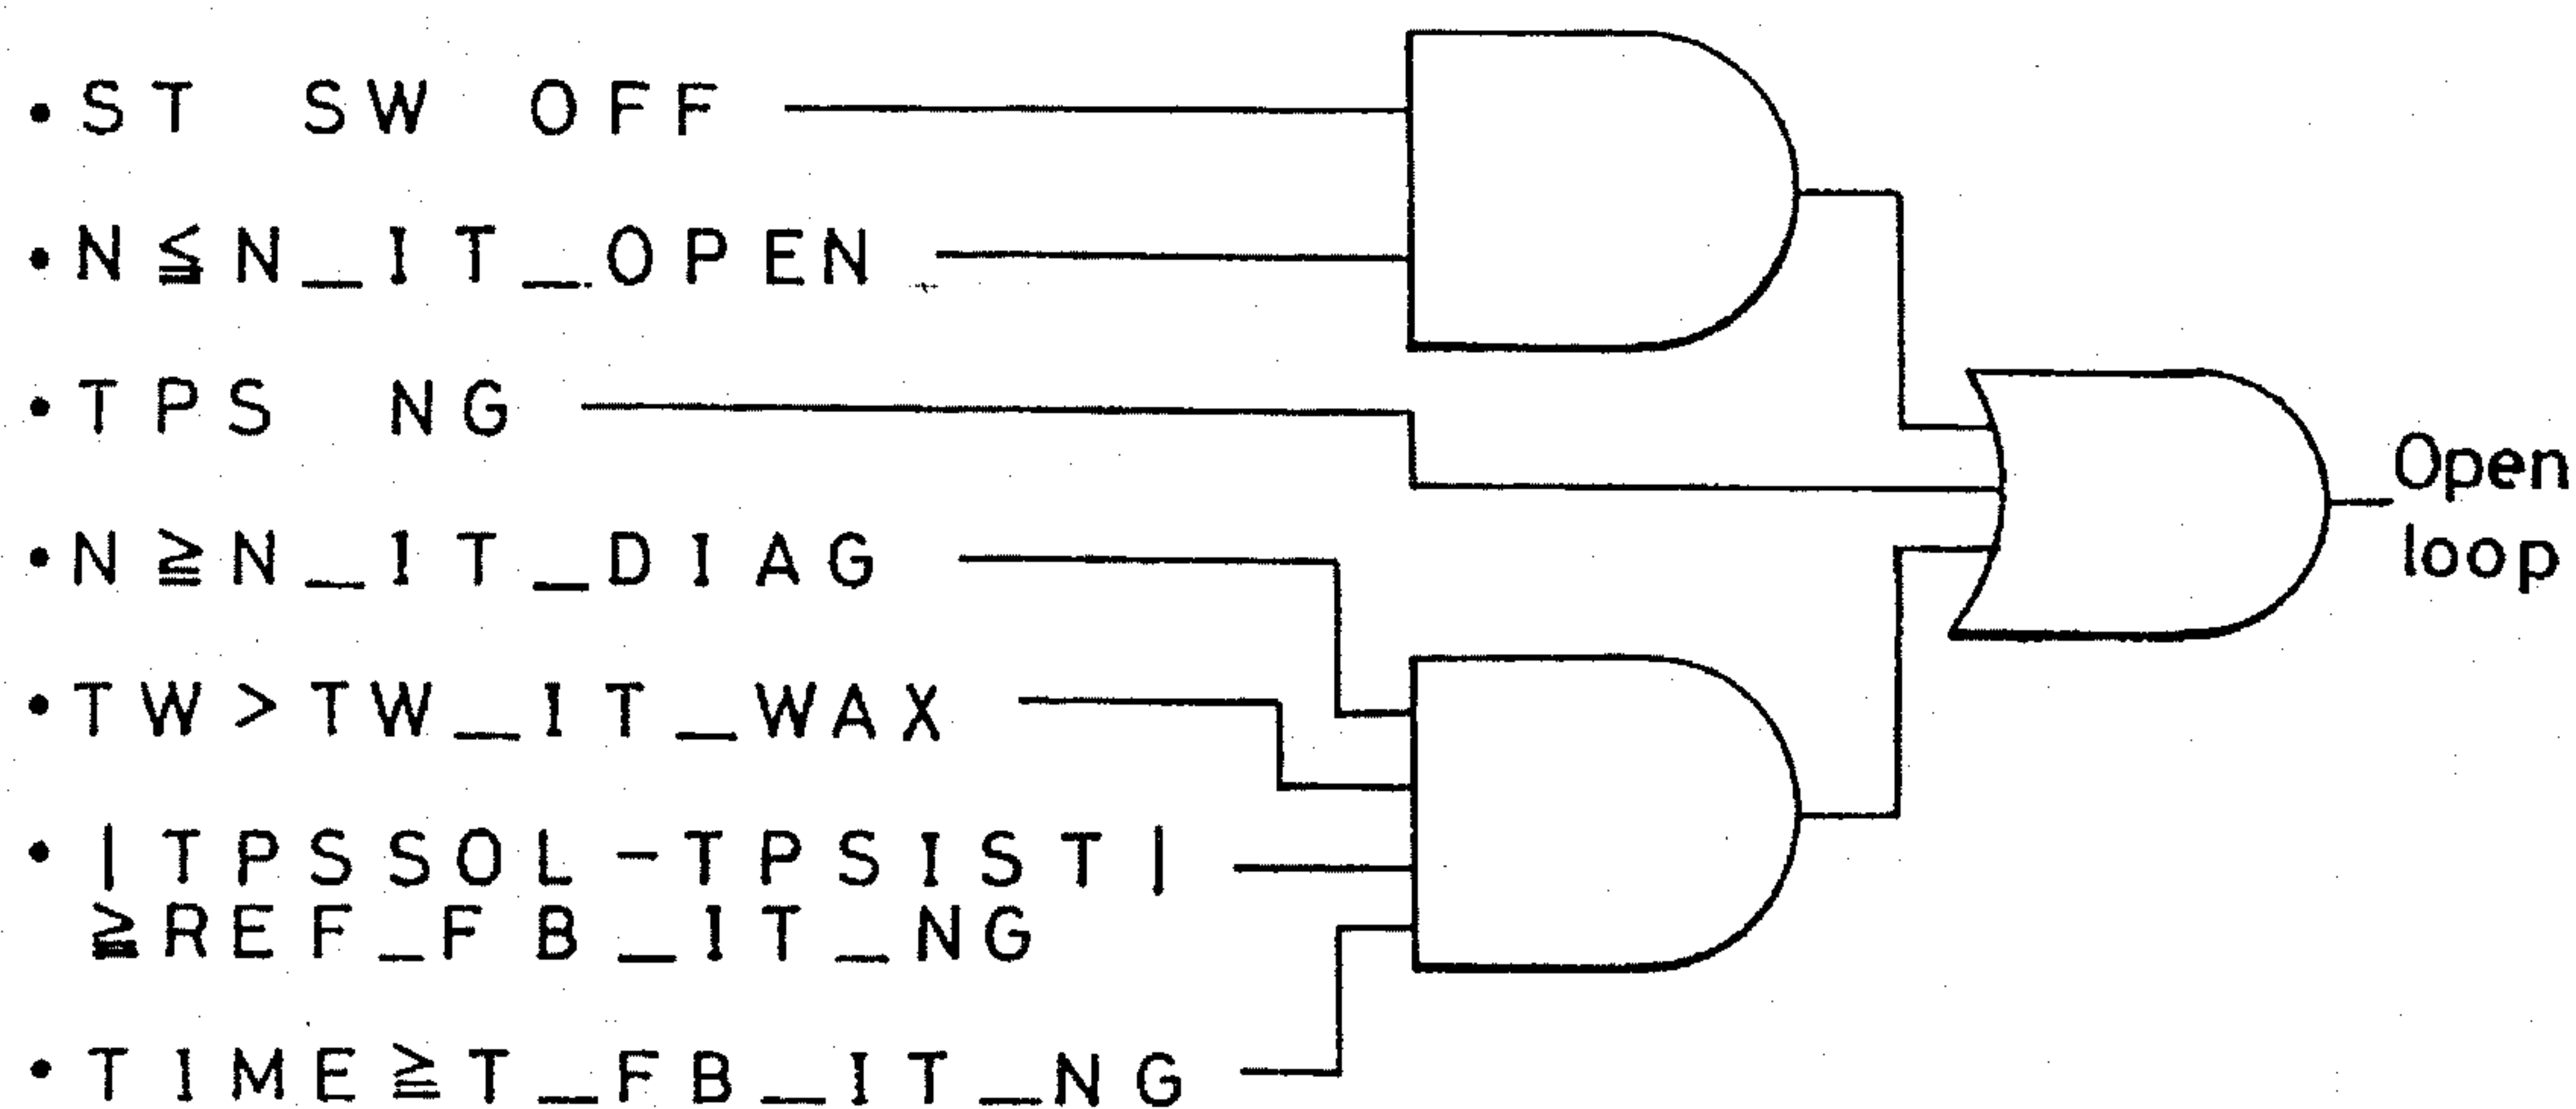 •ST SW OFF
•N≦N_IT_OPEN
•TPS NG
•N≧N_IT_DIAG
•TW>TW_IT_WAX
•|TPSSOL-TPSIST|
≧REF_FB_IT_NG
•TIME≧T_FB_IT_NG
Open
loop